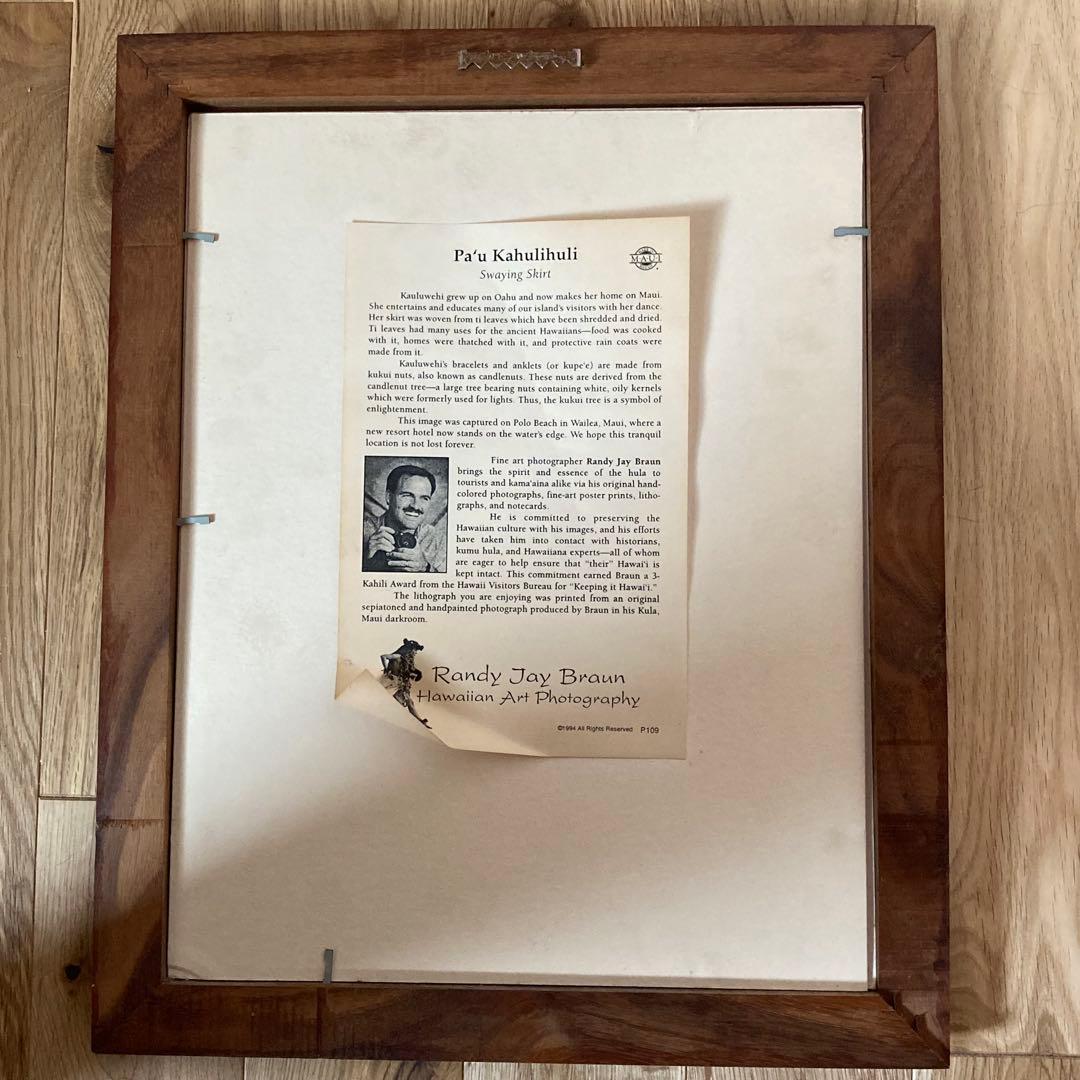 Pa‘u Kahulihuli
Swaying Skirt
MAUI
Kauluwehi grew up on Oahu and now makes her home on Maui.
She entertains and educates many of our island's visitors with her dance.
Her skirt was woven from ti leaves which have been shredded and dried.
Ti leaves had many uses for the ancient Hawaiians—food was cooked
with it, homes were thatched with it, and protective rain coats were
made from it.
Kauluwehi's bracelets and anklets (or kupe'e) are made from
kukui nuts, also known as candlenuts. These nuts are derived from the
candlenut tree—a large tree bearing nuts containing white, oily kernels
which were formerly used for lights. Thus, the kukui tree is a symbol of
enlightenment.
This image was captured on Polo Beach in Wailea, Maui, where a
new resort hotel now stands on the water's edge. We hope this tranquil
location is not lost forever.
Fine art photographer Randy Jay Braun
brings the spirit and essence of the hula to
tourists and kama'aina alike via his original hand-
colored photographs, fine-art poster prints, litho-
graphs, and notecards.
He is committed to preserving the
Hawaiian culture with his images, and his efforts
have taken him into contact with historians,
kumu hula, and Hawaiiana experts—all of whom
are eager to help ensure that "their" Hawai'i is
kept intact. This commitment earned Braun a 3-
Kahili Award from the Hawaii Visitors Bureau for "Keeping it Hawai'i."
The lithograph you are enjoying was printed from an original
sepiatoned and handpainted photograph produced by Braun in his Kula,
Maui darkroom.
Randy Jay Braun
Hawaiian Art Photography
©1994 All Rights Reserved P109